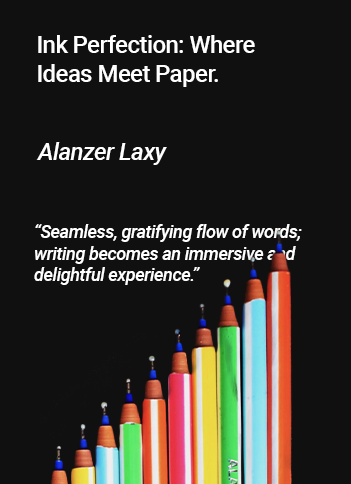 Ink Perfection: Where
Ideas Meet Paper.
Alanzer Laxy
“Seamless, gratifying flow of words;
writing becomes an immersive and
delightful experience.”